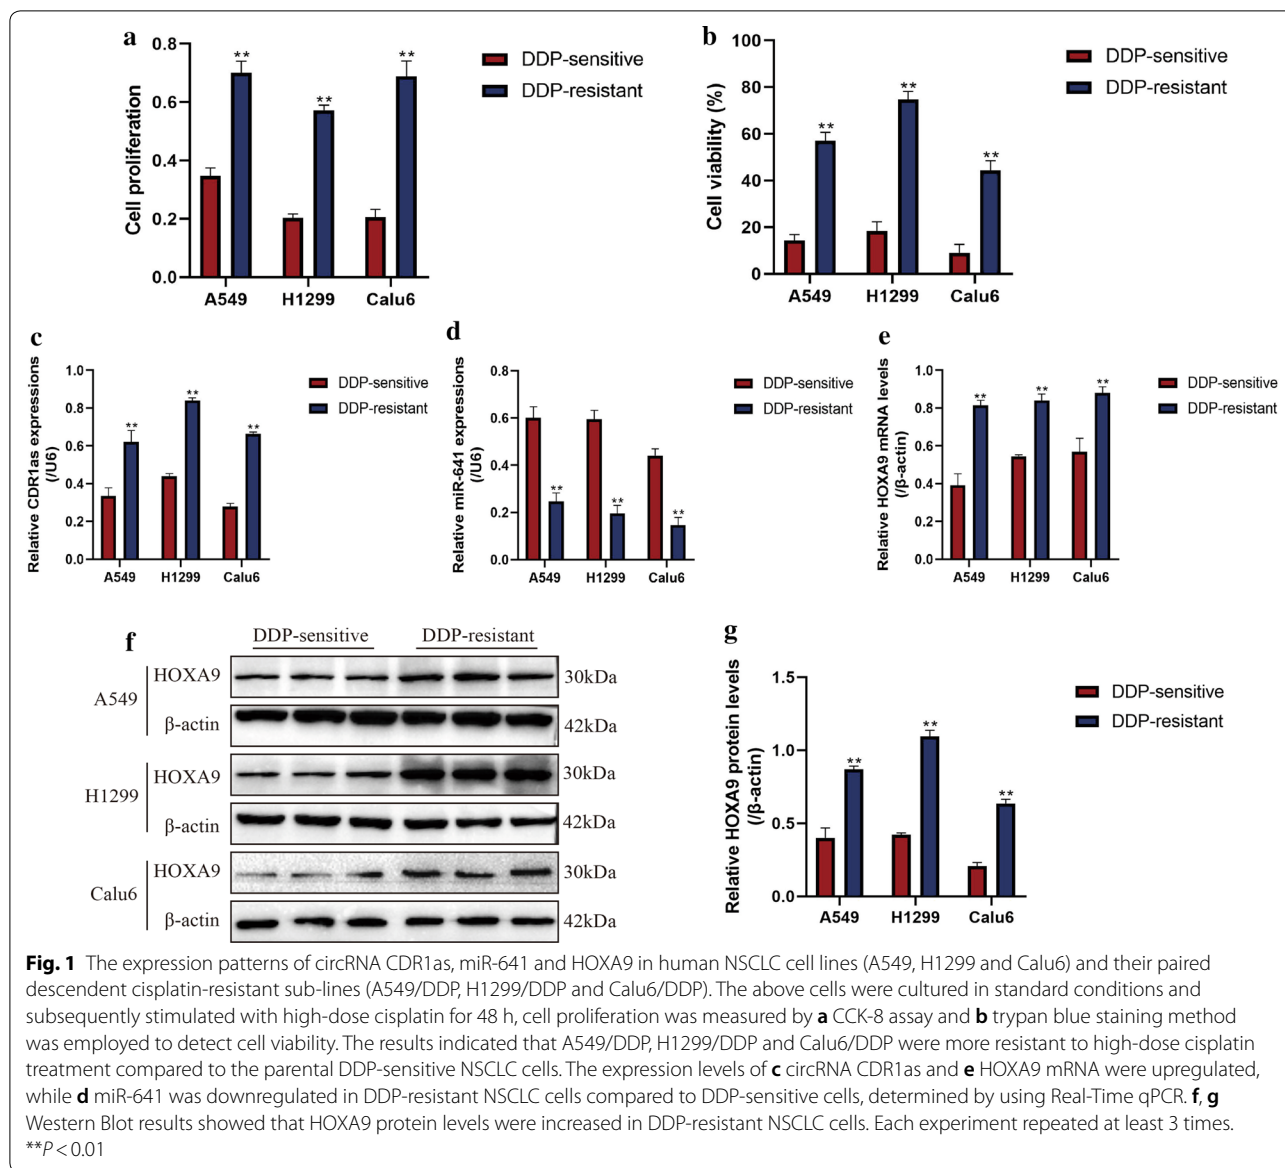 a
0.8
0.6
0.4
0.2
0.0
Cell proliferation
**
**
**
A549
H1299
Calu6
DDP-sensitive
DDP-resistant
b
100
80
60
40
20
0
Cell viability (%)
**
**
**
A549
H1299
Calu6
DDP-sensitive
DDP-resistant
c
1.0
0.8
0.6
0.4
0.2
0.0
Relative CDR1as expressions
(/U6)
**
**
**
A549
H1299
Calu6
DDP-sensitive
DDP-resistant
d
0.8
0.6
0.4
0.2
0.0
Relative miR-641 expressions
(/U6)
**
**
**
A549
H1299
Calu6
DDP-sensitive
DDP-resistant
e
1.0
0.8
0.6
0.4
0.2
0.0
Relative HOXA9 mRNA levels
(/β-actin)
**
**
**
A549
H1299
Calu6
DDP-sensitive
DDP-resistant
f
DDP-sensitive DDP-resistant
A549
HOXA9 30kDa
β-actin 42kDa
H1299
HOXA9 30kDa
β-actin 42kDa
Calu6
HOXA9 30kDa
β-actin 42kDa
g
1.5
1.0
0.5
0.0
Relative HOXA9 protein levels
(/β-actin)
**
**
**
A549
H1299
Calu6
DDP-sensitive
DDP-resistant
Fig. 1 The expression patterns of circRNA CDR1as, miR-641 and HOXA9 in human NSCLC cell lines (A549, H1299 and Calu6) and their paired
descendent cisplatin-resistant sub-lines (A549/DDP, H1299/DDP and Calu6/DDP). The above cells were cultured in standard conditions and
subsequently stimulated with high-dose cisplatin for 48 h, cell proliferation was measured by a CCK-8 assay and b trypan blue staining method
was employed to detect cell viability. The results indicated that A549/DDP, H1299/DDP and Calu6/DDP were more resistant to high-dose cisplatin
treatment compared to the parental DDP-sensitive NSCLC cells. The expression levels of c circRNA CDR1as and e HOXA9 mRNA were upregulated,
while d miR-641 was downregulated in DDP-resistant NSCLC cells compared to DDP-sensitive cells, determined by using Real-Time qPCR. f, g
Western Blot results showed that HOXA9 protein levels were increased in DDP-resistant NSCLC cells. Each experiment repeated at least 3 times.
**P < 0.01